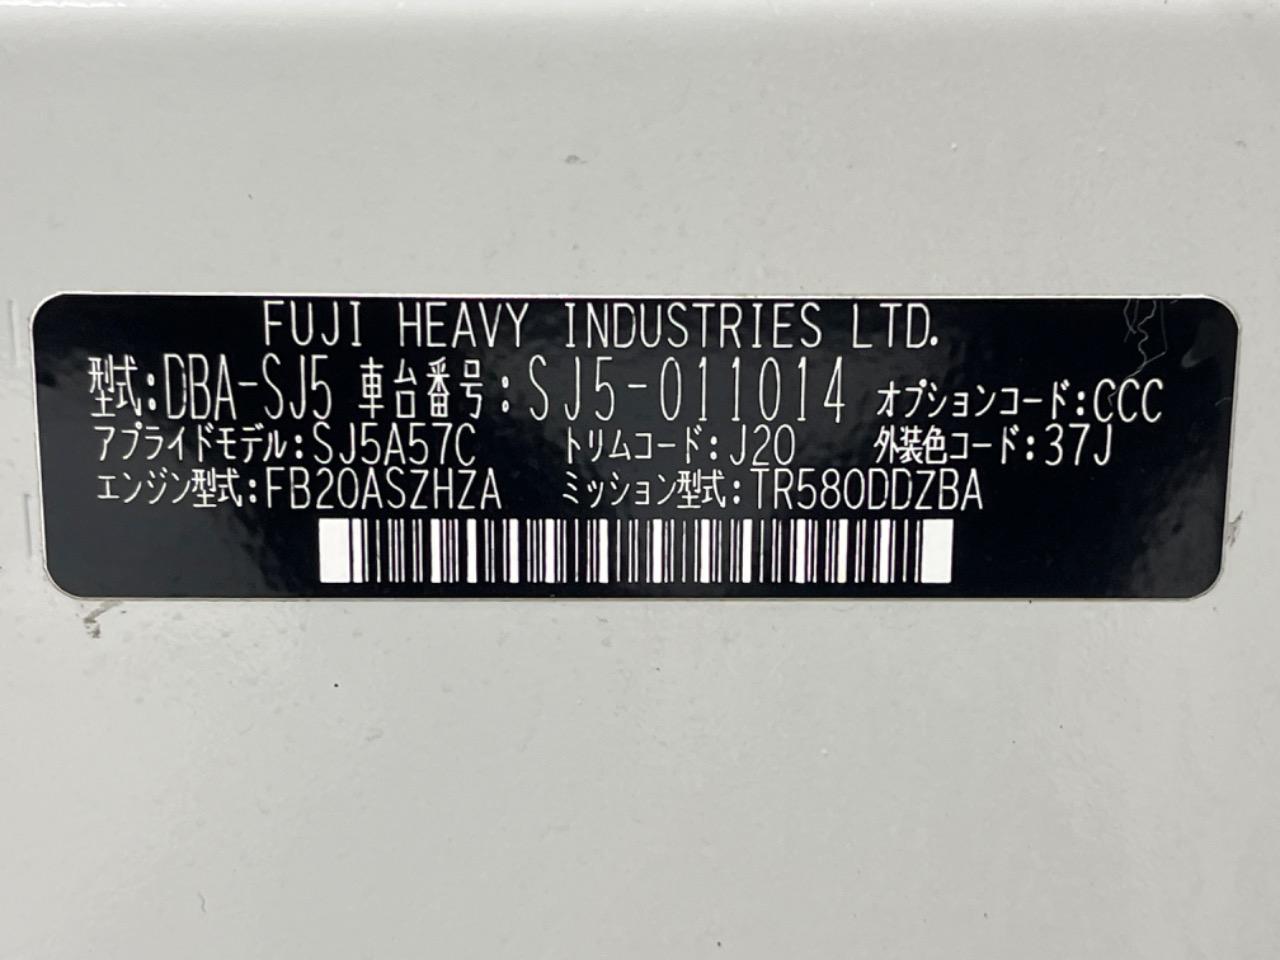 FUJI HEAVY INDUSTRIES LTD.
型式:DBA-SJ5 車台番号:SJ5-011014 オプションコード:CCC
アプライドモデル:SJ5A57C トリムコード:J20 外装色コード:37J
エンジン型式:FB20ASZHZA ミッション型式:TR580DDZBA